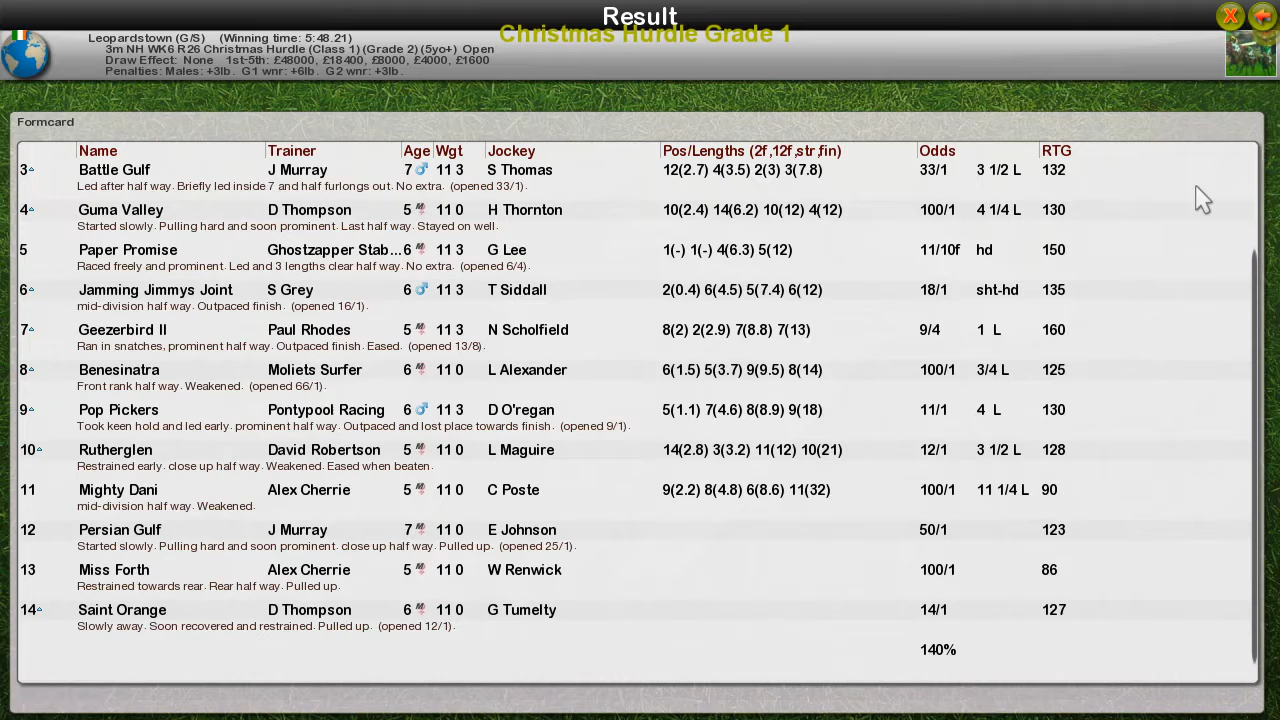 Result
Christmas Hurdle Grade 1
Leopardstown (G/S) (Winning time: 5:48.21)
3m NH WK6 R26 Christmas Hurdle (Class 1) (Grade 2) (5yo+) Open
Draw Effect: None 1st-5th: £48000, £18400, £8000, £4000, £1600
Penalties: Males: +3lb. G1 wnr: +6lb. G2 wnr: +3lb.
Formcard
Name Trainer Age Wgt Jockey Pos/Lengths (2f,12f,str,fin) Odds RTG
3 Battle Gulf J Murray 7 11 3 S Thomas 12(2.7) 4(3.5) 2(3) 3(7.8) 33/1 3 1/2 L 132
Led after half way. Briefly led inside 7 and half furlongs out. No extra. (opened 33/1).
4 Guma Valley D Thompson 5 11 0 H Thornton 10(2.4) 14(6.2) 10(12) 4(12) 100/1 4 1/4 L 130
Started slowly. Pulling hard and soon prominent. Last half way. Stayed on well.
5 Paper Promise Ghostzapper Stab... 6 11 3 G Lee 1(-) 1(-) 4(6.3) 5(12) 11/10f hd 150
Raced freely and prominent. Led and 3 lengths clear half way. No extra. (opened 6/4).
6 Jamming Jimmys Joint S Grey 6 11 3 T Siddall 2(0.4) 6(4.5) 5(7.4) 6(12) 18/1 sht-hd 135
mid-division half way. Outpaced finish. (opened 16/1).
7 Geezerbird II Paul Rhodes 5 11 3 N Scholfield 8(2) 2(2.9) 7(8.8) 7(13) 9/4 1 L 160
Ran in snatches, prominent half way. Outpaced finish. Eased. (opened 13/8).
8 Benesinatra Moliets Surfer 6 11 0 L Alexander 6(1.5) 5(3.7) 9(9.5) 8(14) 100/1 3/4 L 125
Front rank half way. Weakened. (opened 66/1).
9 Pop Pickers Pontypool Racing 6 11 3 D O'regan 5(1.1) 7(4.6) 8(8.9) 9(18) 11/1 4 L 130
Took keen hold and led early. prominent half way. Outpaced and lost place towards finish. (opened 9/1).
10 Rutherglen David Robertson 5 11 0 L Maguire 14(2.8) 3(3.2) 11(12) 10(21) 12/1 3 1/2 L 128
Restrained early. close up half way. Weakened. Eased when beaten.
11 Mighty Dani Alex Cherrie 5 11 0 C Poste 9(2.2) 8(4.8) 6(8.6) 11(32) 100/1 11 1/4 L 90
mid-division half way. Weakened.
12 Persian Gulf J Murray 7 11 0 E Johnson 50/1 123
Started slowly. Pulling hard and soon prominent. close up half way. Pulled up. (opened 25/1).
13 Miss Forth Alex Cherrie 5 11 0 W Renwick 100/1 86
Restrained towards rear. Rear half way. Pulled up.
14 Saint Orange D Thompson 6 11 0 G Tumelty 14/1 127
Slowly away. Soon recovered and restrained. Pulled up. (opened 12/1).
140%